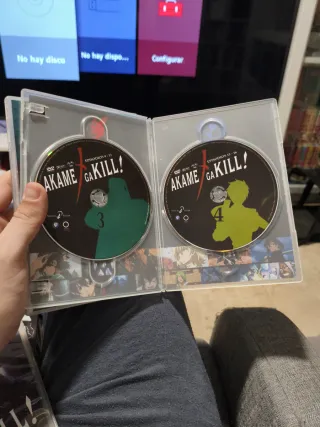 No hay disco
No hay dispo...
Configurar
AKAME
GA KILL!
3
AKAME
GA KILL!
4